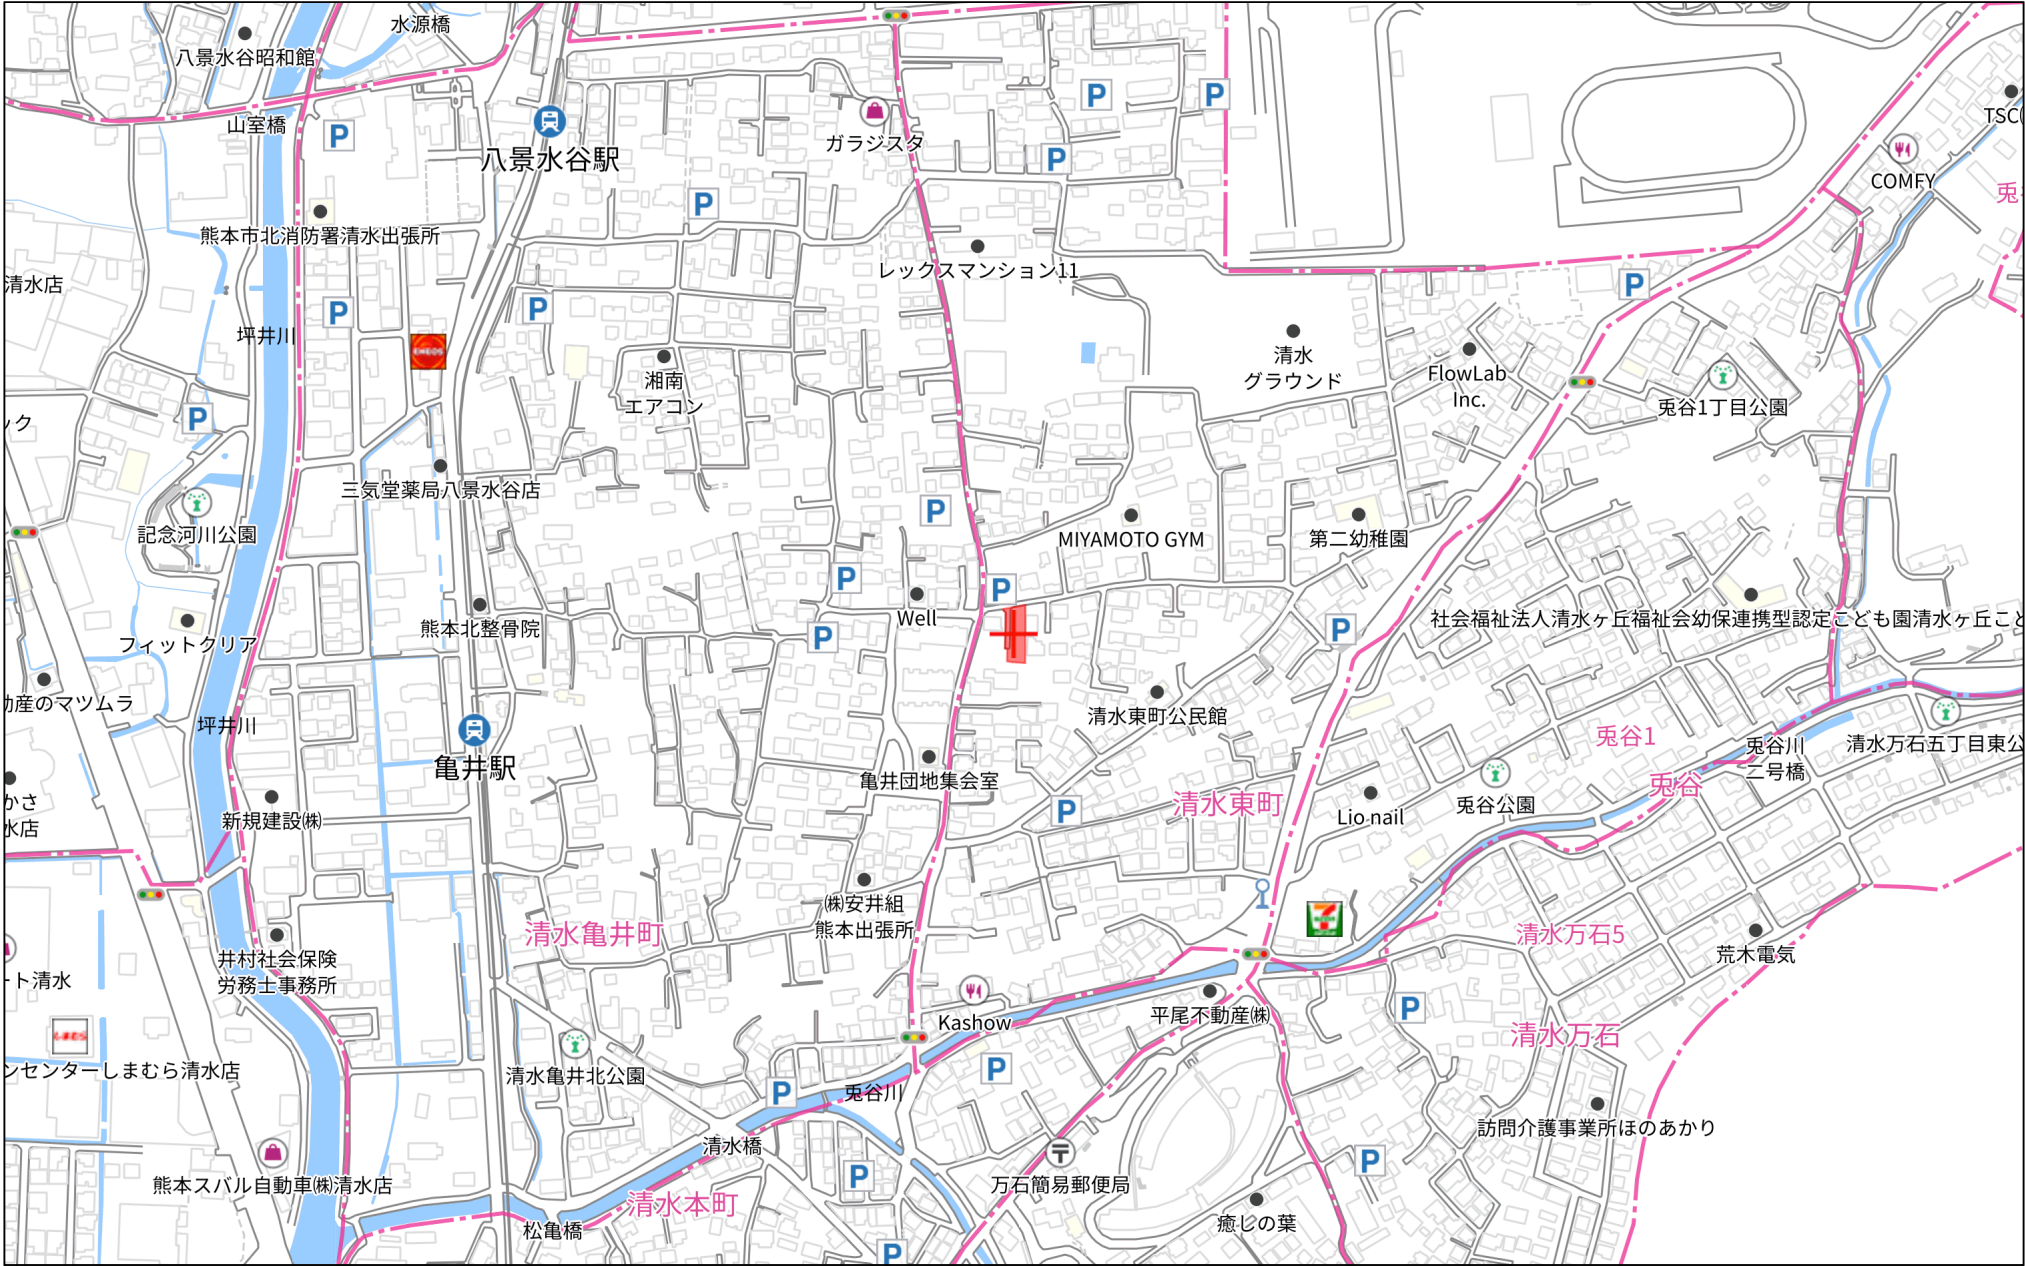 水源橋
八景水谷昭和館
山室橋
八景水谷駅
ガラジスタ
TSC(
COMFY
兎
熊本市北消防署清水出張所
レックスマンション11
清水店
坪井川
清水
グラウンド
FlowLab
Inc.
湘南
エアコン
兎谷1丁目公園
ック
三気堂薬局八景水谷店
記念河川公園
MIYAMOTO GYM
第二幼稚園
Well
熊本北整骨院
フィットクリア
社会福祉法人清水ヶ丘福祉会幼保連携型認定こども園清水ヶ丘こど
動産のマツムラ
坪井川
清水東町公民館
兎谷1
兎谷川
二号橋
清水万石五丁目東公
亀井駅
亀井団地集会室
兎谷
かさ
水店
新規建設㈱
清水東町
Lio nail
兎谷公園
㈱安井組
熊本出張所
清水亀井町
清水万石5
荒木電気
井村社会保険
労務士事務所
ート清水
Kashow
平尾不動産㈱
清水万石
ンセンターしまむら清水店
清水亀井北公園
兎谷川
訪問介護事業所ほのあかり
清水橋
熊本スバル自動車㈱清水店
万石簡易郵便局
清水本町
松亀橋
癒しの葉